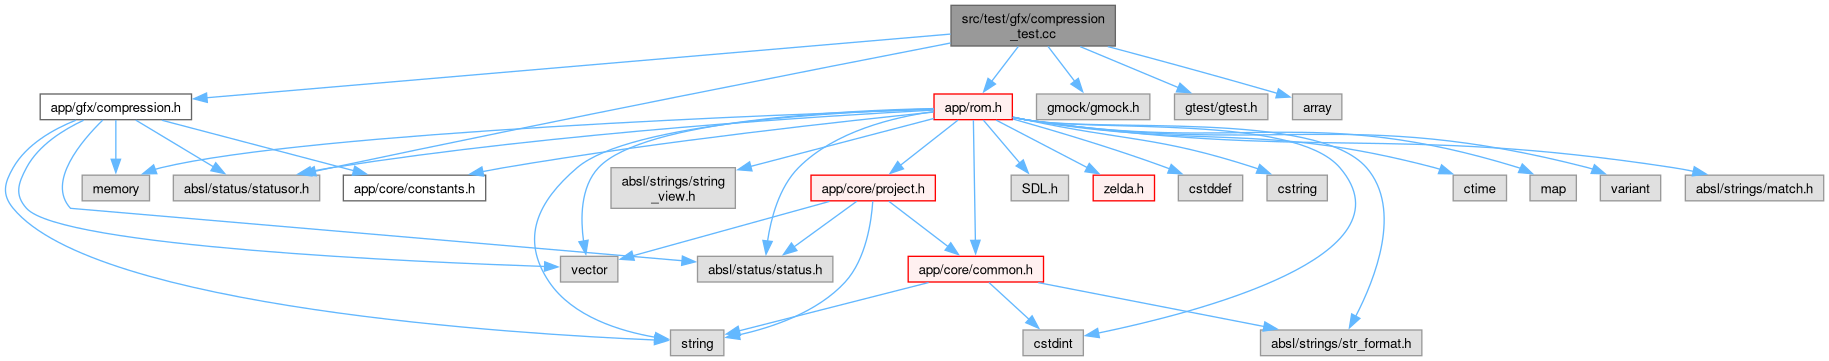 src/test/gfx/compression
_test.cc
app/gfx/compression.h
app/rom.h
gmock/gmock.h
gtest/gtest.h
array
memory
absl/status/statusor.h
app/core/constants.h
absl/strings/string
_view.h
app/core/project.h
SDL.h
zelda.h
cstddef
cstring
ctime
map
variant
absl/strings/match.h
vector
absl/status/status.h
app/core/common.h
string
cstdint
absl/strings/str_format.h